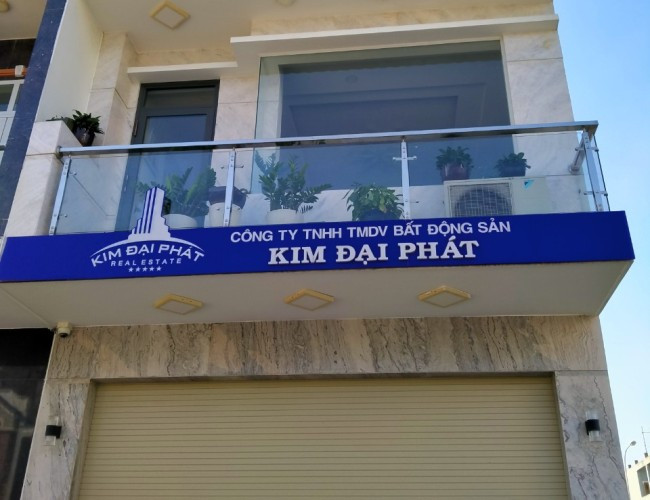 KIM ĐẠI PHÁT
REAL ESTATE
CÔNG TY TNHH TMDV BẤT ĐỘNG SẢN
KIM ĐẠI PHÁT